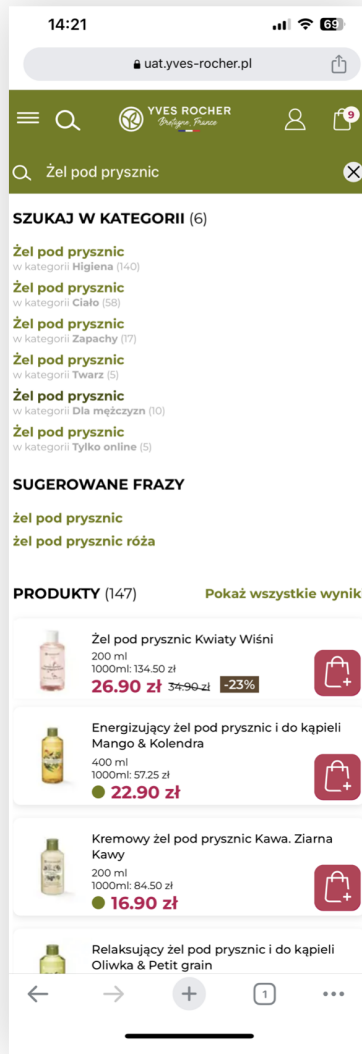 14:21
69
uat.yves-rocher.pl
YVES ROCHER
Bretagne, France
9
Żel pod prysznic
SZUKAJ W KATEGORII (6)
Żel pod prysznic
w kategorii Higiena (140)
Żel pod prysznic
w kategorii Ciało (58)
Żel pod prysznic
w kategorii Zapachy (17)
Żel pod prysznic
w kategorii Twarz (5)
Żel pod prysznic
w kategorii Dla mężczyzn (10)
Żel pod prysznic
w kategorii Tylko online (5)
SUGEROWANE FRAZY
żel pod prysznic
żel pod prysznic róża
PRODUKTY (147) Pokaż wszystkie wynik
Żel pod prysznic Kwiaty Wiśni
200 ml
1000ml: 134.50 zł
26.90 zł 34.90 zł -23%
Energizujący żel pod prysznic i do kąpieli
Mango & Kolendra
400 ml
1000ml: 57.25 zł
22.90 zł
Kremowy żel pod prysznic Kawa. Ziarna
Kawy
200 ml
1000ml: 84.50 zł
16.90 zł
Relaksujący żel pod prysznic i do kąpieli
Oliwka & Petit grain
1